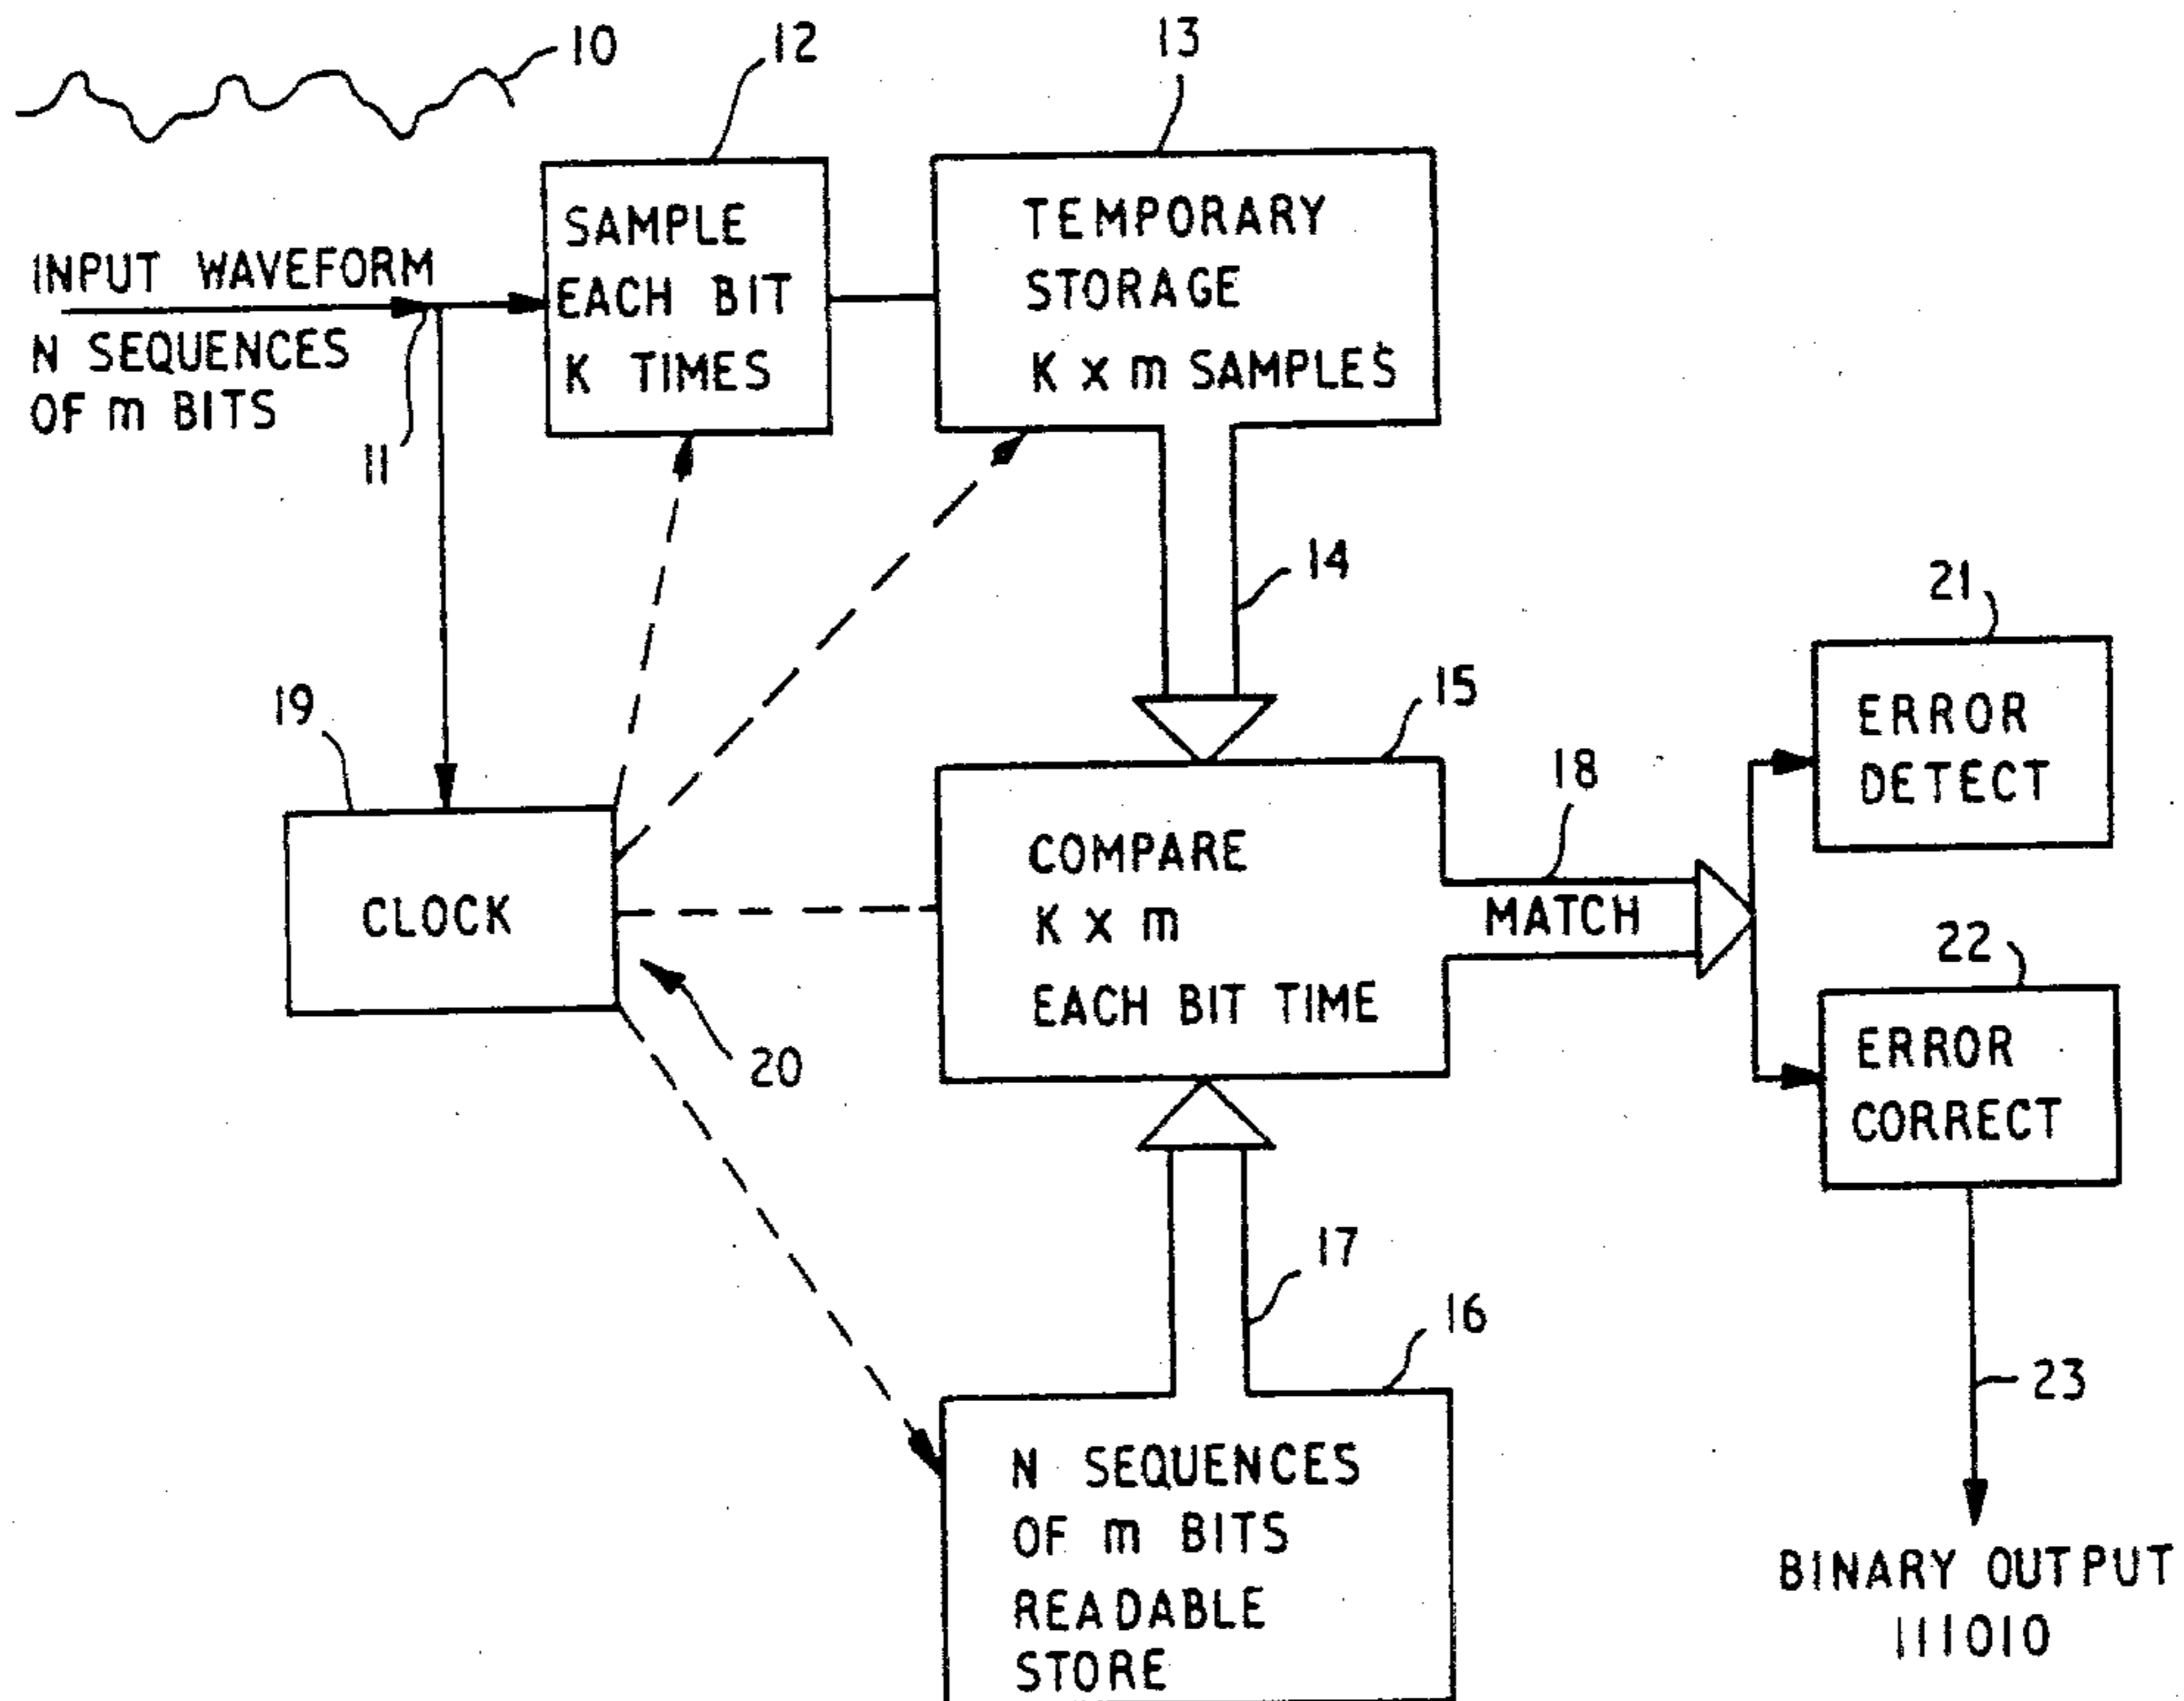 10
12
13
INPUT WAVEFORM
N SEQUENCES
OF m BITS
11
SAMPLE
EACH BIT
K TIMES
TEMPORARY
STORAGE
K x m SAMPLES
14
21
ERROR
DETECT
19
CLOCK
20
15
COMPARE
K x m
EACH BIT TIME
18
MATCH
22
ERROR
CORRECT
17
16
N SEQUENCES
OF m BITS
READABLE
STORE
23
BINARY OUTPUT
111010